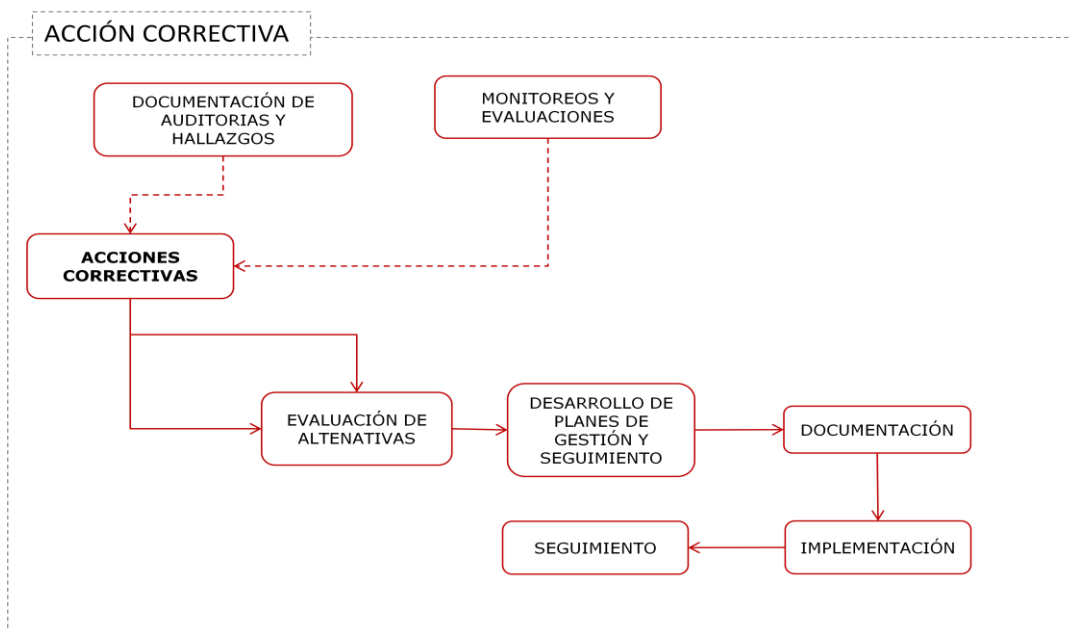 ACCIÓN CORRECTIVA
DOCUMENTACIÓN DE
AUDITORIAS Y
HALLAZGOS
MONITOREOS Y
EVALUACIONES
ACCIONES
CORRECTIVAS
EVALUACIÓN DE
ALTENATIVAS
DESARROLLO DE
PLANES DE
GESTIÓN Y
SEGUIMIENTO
DOCUMENTACIÓN
IMPLEMENTACIÓN
SEGUIMIENTO